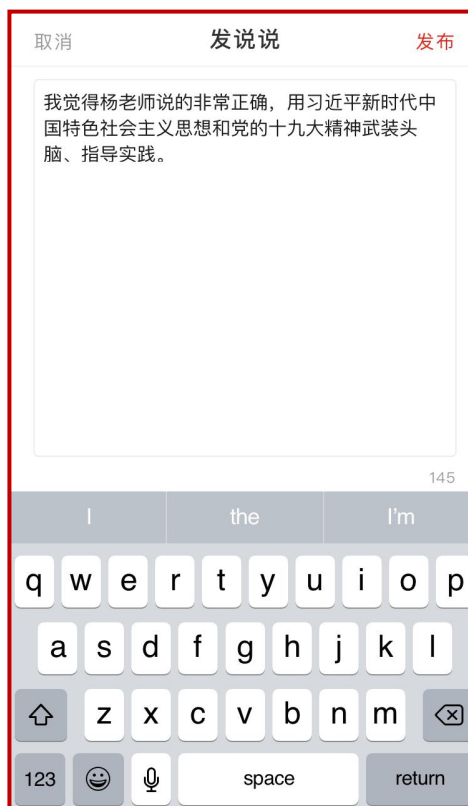 取消 发说说 发布
我觉得杨老师说的非常正确，用习近平新时代中
国特色社会主义思想和党的十九大精神武装头
脑、指导实践。
145
I the I'm
q w e r t y u i o p
a s d f g h j k l
z x c v b n m
123 space return